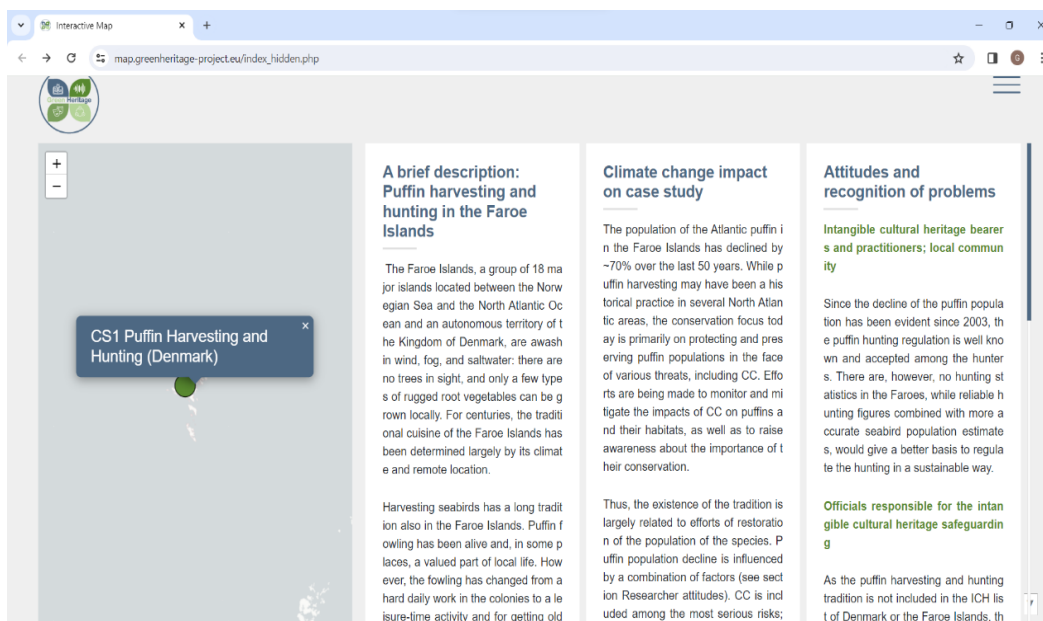 Interactive Map
map.greenheritage-project.eu/index_hidden.php
G
Green Heritage
+
−
CS1 Puffin Harvesting and
Hunting (Denmark)
×
A brief description:
Puffin harvesting and
hunting in the Faroe
Islands
The Faroe Islands, a group of 18 ma
jor islands located between the Norw
egian Sea and the North Atlantic Oc
ean and an autonomous territory of t
he Kingdom of Denmark, are awash
in wind, fog, and saltwater: there are
no trees in sight, and only a few type
s of rugged root vegetables can be g
rown locally. For centuries, the traditi
onal cuisine of the Faroe Islands has
been determined largely by its climat
e and remote location.
Harvesting seabirds has a long tradit
ion also in the Faroe Islands. Puffin f
owling has been alive and, in some p
laces, a valued part of local life. How
ever, the fowling has changed from a
hard daily work in the colonies to a le
isure-time activity and for getting old
Climate change impact
on case study
The population of the Atlantic puffin i
n the Faroe Islands has declined by
~70% over the last 50 years. While p
uffin harvesting may have been a his
torical practice in several North Atlan
tic areas, the conservation focus tod
ay is primarily on protecting and pres
erving puffin populations in the face
of various threats, including CC. Effo
rts are being made to monitor and mi
tigate the impacts of CC on puffins a
nd their habitats, as well as to raise
awareness about the importance of t
heir conservation.
Thus, the existence of the tradition is
largely related to efforts of restoratio
n of the population of the species. P
uffin population decline is influenced
by a combination of factors (see sect
ion Researcher attitudes). CC is incl
uded among the most serious risks;
Attitudes and
recognition of problems
Intangible cultural heritage bearer
s and practitioners; local commun
ity
Since the decline of the puffin popula
tion has been evident since 2003, th
e puffin hunting regulation is well kno
wn and accepted among the hunter
s. There are, however, no hunting st
atistics in the Faroes, while reliable h
unting figures combined with more a
ccurate seabird population estimate
s, would give a better basis to regula
te the hunting in a sustainable way.
Officials responsible for the intan
gible cultural heritage safeguardin
g
As the puffin harvesting and hunting
tradition is not included in the ICH lis
t of Denmark or the Faroe Islands, th